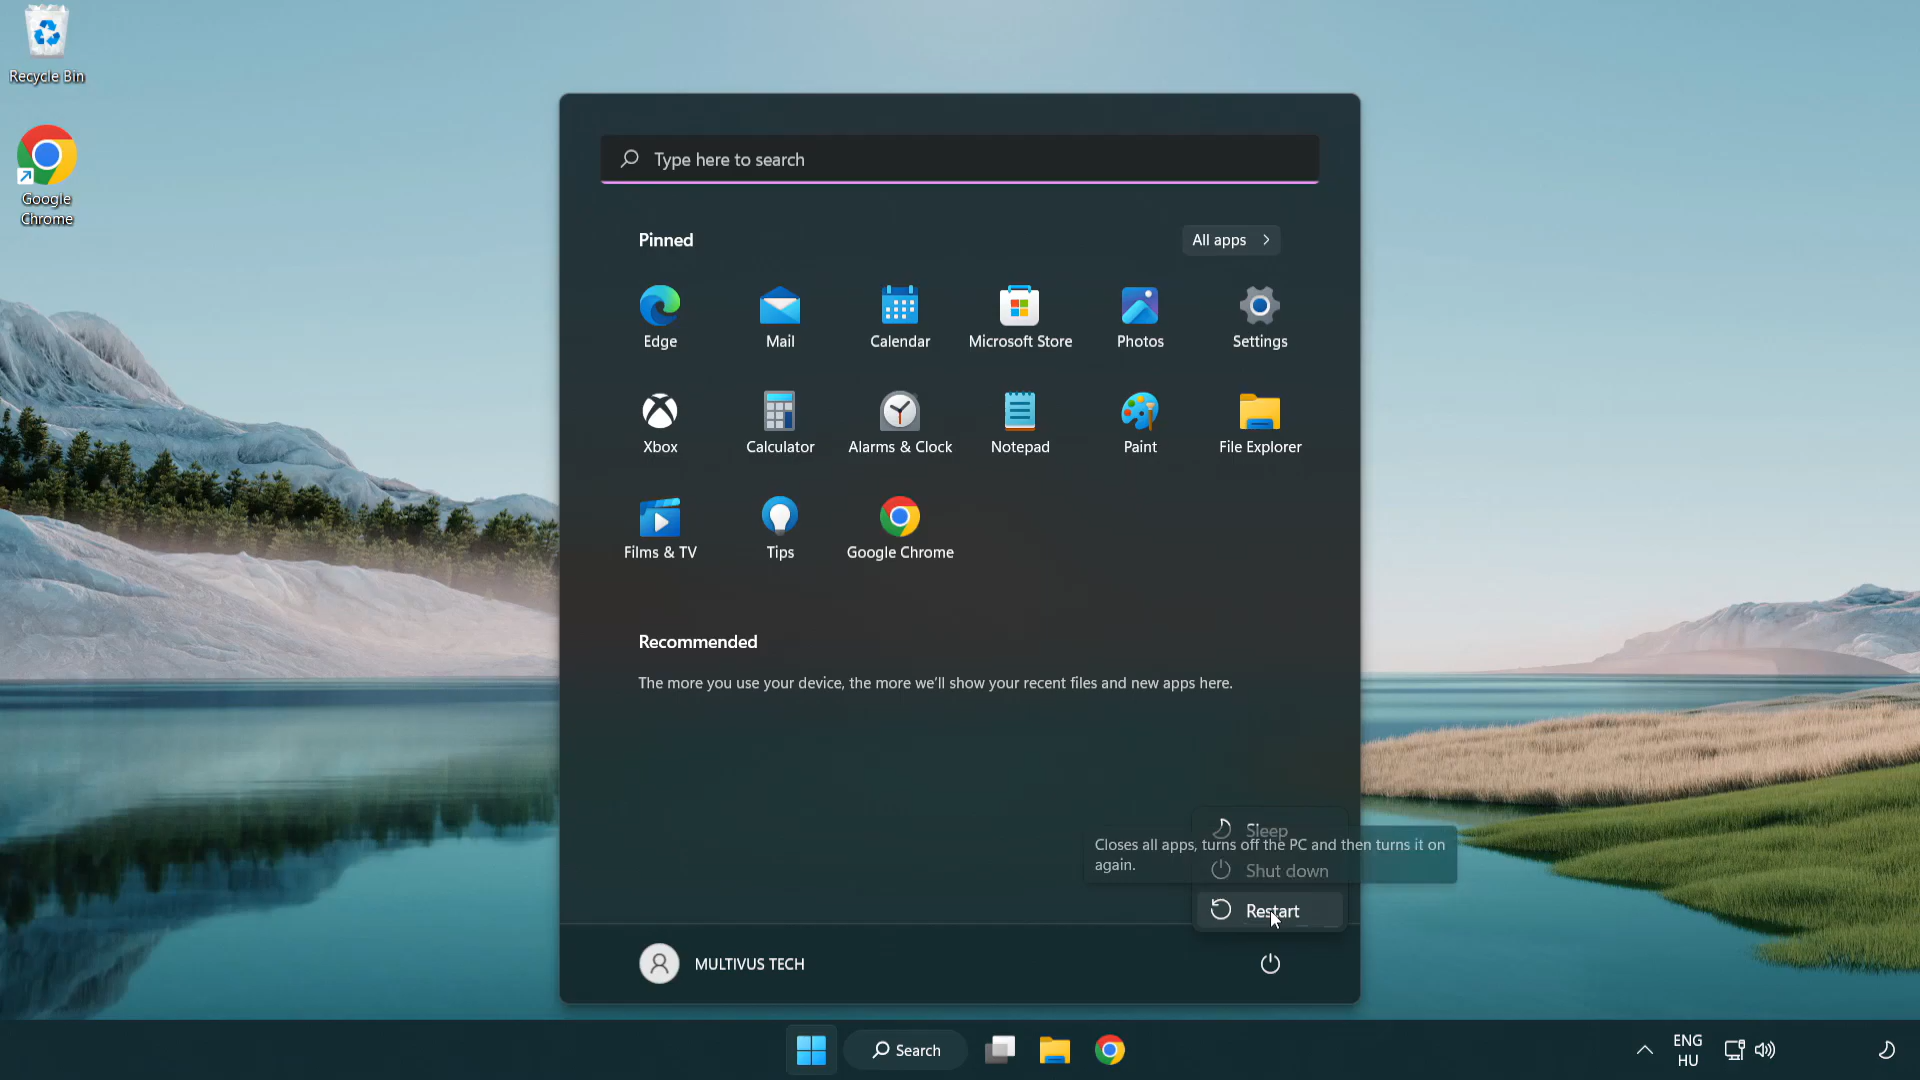 Recycle Bin
Google
Chrome
Type here to search
Pinned
All apps
Edge
Mail
Calendar
Microsoft Store
Photos
Settings
Xbox
Calculator
Alarms & Clock
Notepad
Paint
File Explorer
Films & TV
Tips
Google Chrome
Recommended
The more you use your device, the more we'll show your recent files and new apps here.
Sleep
Closes all apps, turns off the PC and then turns it on
again.
Shut down
Restart
MULTIVUS TECH
Search
ENG
HU